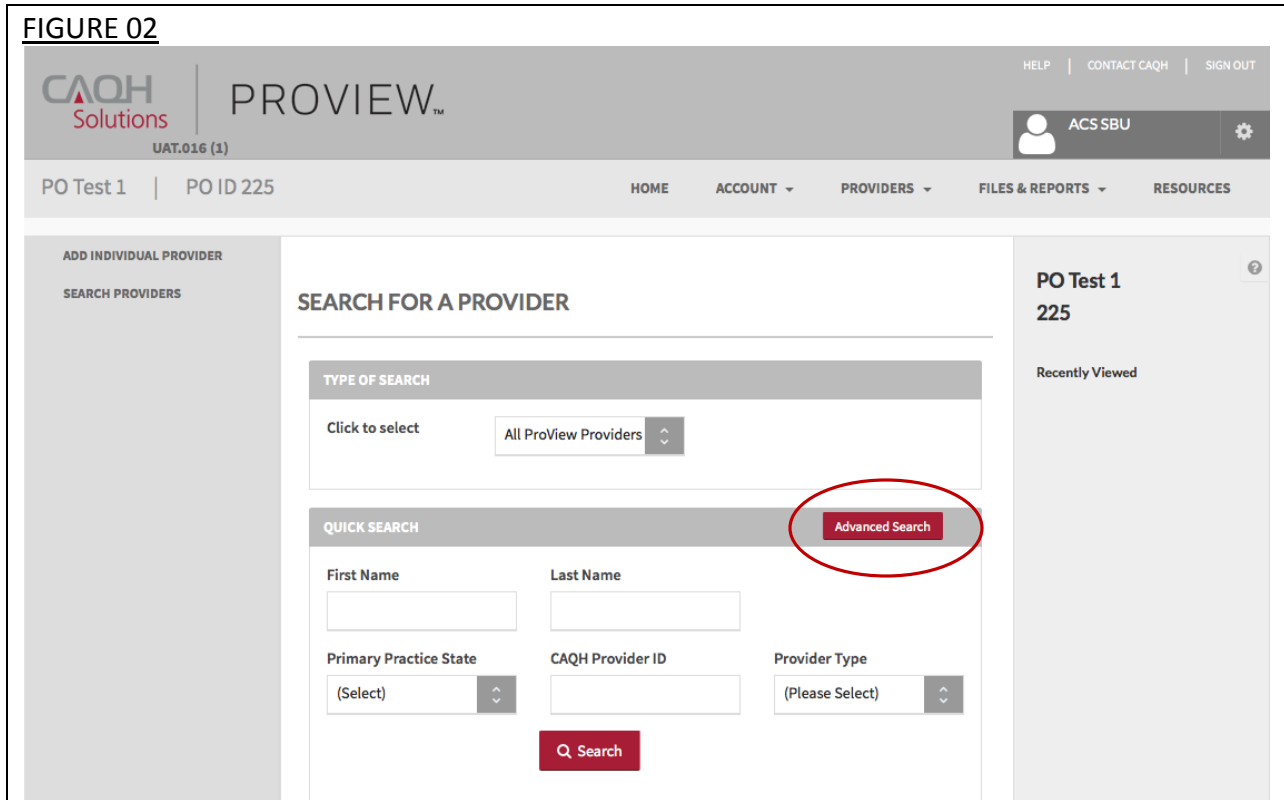 FIGURE 02
HELP | CONTACT CAQH | SIGN OUT
CAQH
Solutions
PROVIEW™
UAT.016 (1)
ACS SBU
PO Test 1 | PO ID 225
HOME ACCOUNT PROVIDERS FILES & REPORTS RESOURCES
ADD INDIVIDUAL PROVIDER
SEARCH PROVIDERS
SEARCH FOR A PROVIDER
TYPE OF SEARCH
Click to select
All ProView Providers
QUICK SEARCH
Advanced Search
First Name Last Name
Primary Practice State CAQH Provider ID Provider Type
(Select) (Please Select)
Search
PO Test 1
225
?
Recently Viewed